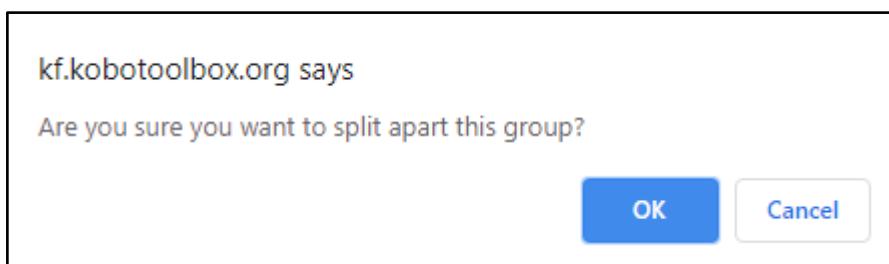 kf.kobotoolbox.org says
Are you sure you want to split apart this group?
OK
Cancel